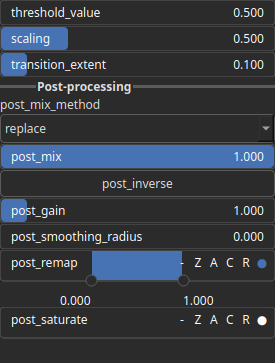 threshold_value 0.500
scaling 0.500
transition_extent 0.100
Post-processing
post_mix_method
replace
post_mix 1.000
post_inverse
post_gain 1.000
post_smoothing_radius 0.000
post_remap - Z A C R
0.000 1.000
post_saturate - Z A C R